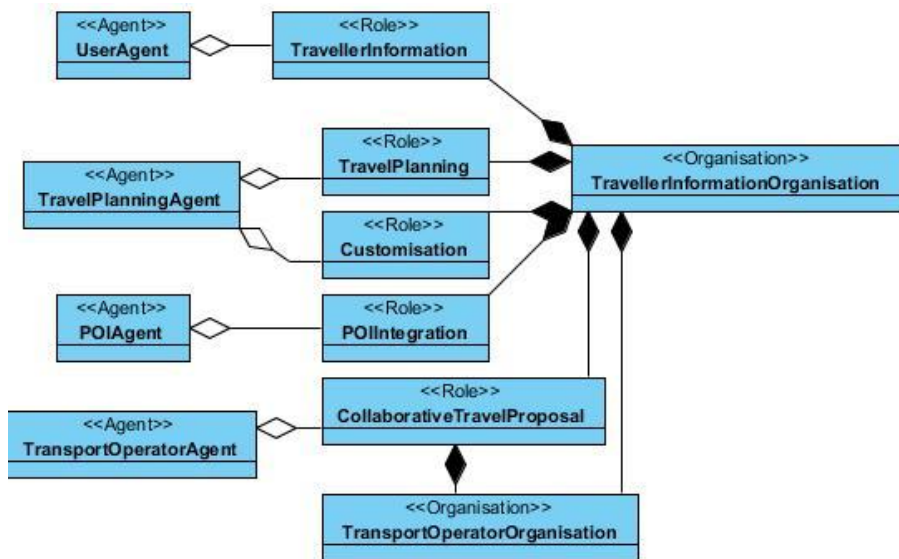 <<Agent>>
UserAgent
<<Role>>
TravellerInformation
<<Role>>
TravelPlanning
<<Organisation>>
TravellerInformationOrganisation
<<Agent>>
TravelPlanningAgent
<<Role>>
Customisation
<<Agent>>
POIAgent
<<Role>>
POIIntegration
<<Role>>
CollaborativeTravelProposal
<<Agent>>
TransportOperatorAgent
<<Organisation>>
TransportOperatorOrganisation